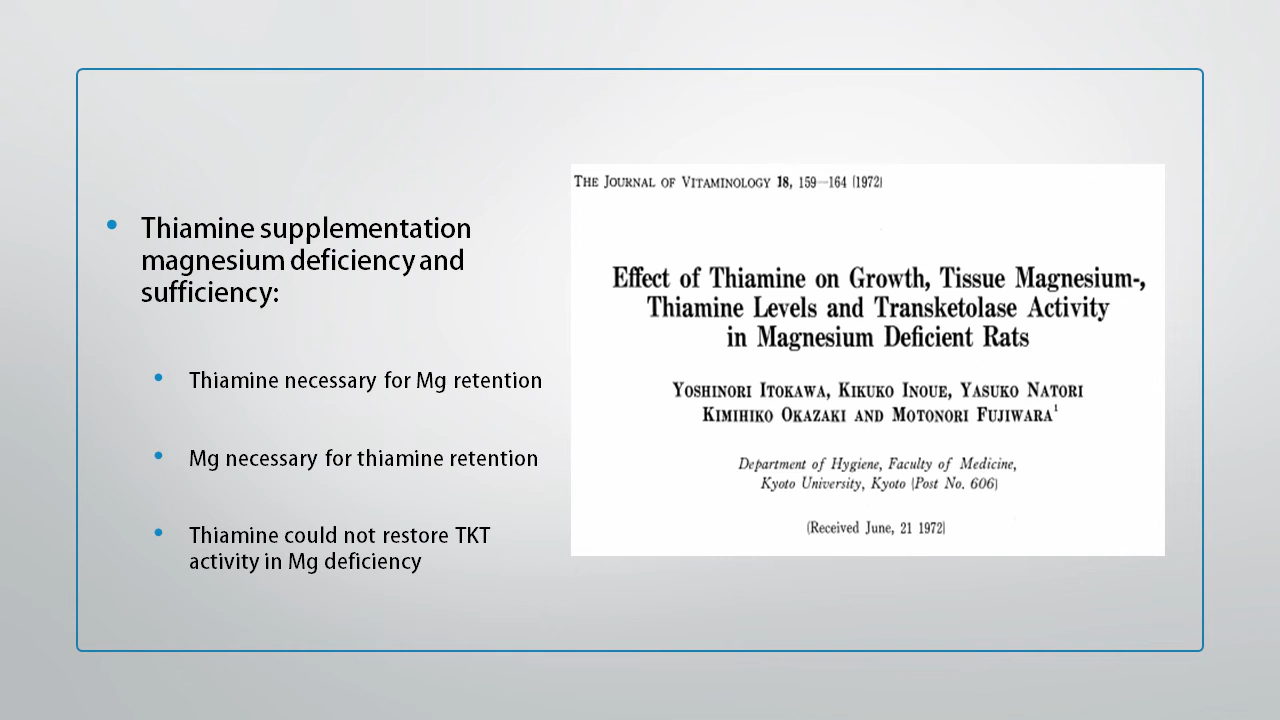 Thiamine supplementation
magnesium deficiency and
sufficiency:
Thiamine necessary for Mg retention
Mg necessary for thiamine retention
Thiamine could not restore TKT
activity in Mg deficiency
THE JOURNAL OF VITAMINOLOGY 18, 159—164 (1972)
Effect of Thiamine on Growth, Tissue Magnesium-,
Thiamine Levels and Transketolase Activity
in Magnesium Deficient Rats
YOSHINORI ITOKAWA, KIKUKO INOUE, YASUKO NATORI
KIMIHIKO OKAZAKI AND MOTONORI FUJIWARA¹
Department of Hygiene, Faculty of Medicine,
Kyoto University, Kyoto (Post No. 606)
(Received June, 21 1972)